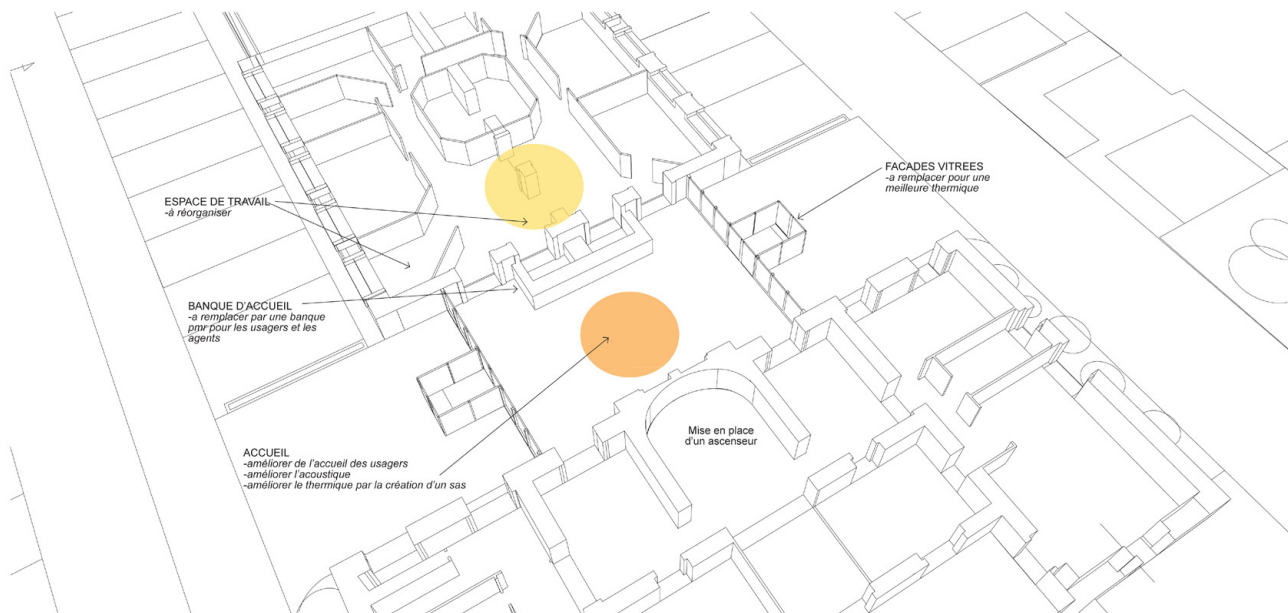 FACADES VITREES
-a remplacer pour une
meilleure thermique
ESPACE DE TRAVAIL
-à réorganiser
BANQUE D'ACCUEIL
-a remplacer par une banque
pmr pour les usagers et les
agents
Mise en place
d'un ascenseur
ACCUEIL
-améliorer de l'accueil des usagers
-améliorer l'acoustique
-améliorer le thermique par la création d'un sas